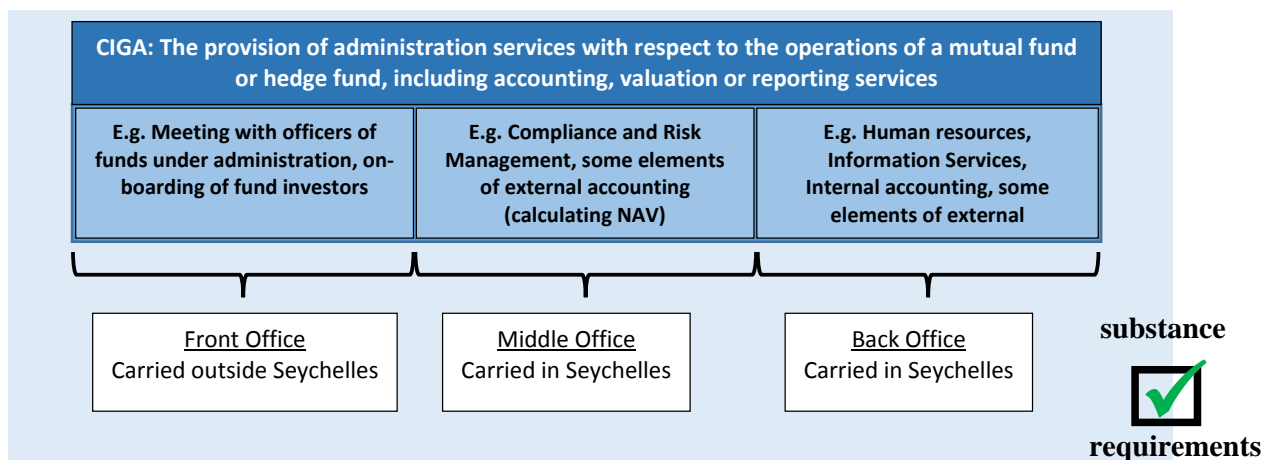 CIGA: The provision of administration services with respect to the operations of a mutual fund
or hedge fund, including accounting, valuation or reporting services
E.g. Meeting with officers of
funds under administration, on-
boarding of fund investors
E.g. Compliance and Risk
Management, some elements
of external accounting
(calculating NAV)
E.g. Human resources,
Information Services,
Internal accounting, some
elements of external
Front Office
Carried outside Seychelles
Middle Office
Carried in Seychelles
Back Office
Carried in Seychelles
substance
requirements